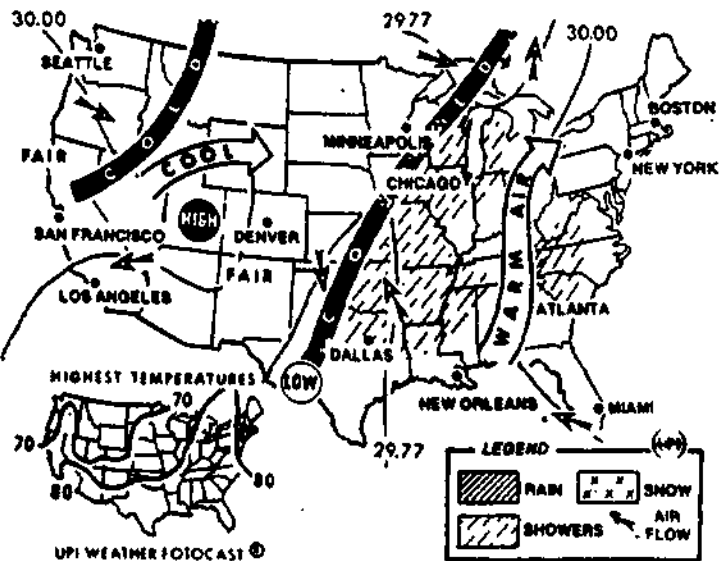 30.00
29.77
30.00
SEATTLE
COLD
COLD
BOSTON
MINNEAPOLIS
FAIR
COOL
NEW YORK
CHICAGO
HIGH
SAN FRANCISCO
DENVER
WARM AIR
FAIR
COLD
LOS ANGELES
ATLANTA
DALLAS
LOW
HIGHEST TEMPERATURES
NEW ORLEANS
MIAMI
70
70
29.77
80
80
LEGEND
UPI
RAIN
SNOW
SHOWERS
AIR
FLOW
UPI WEATHER FOTOCAST ®